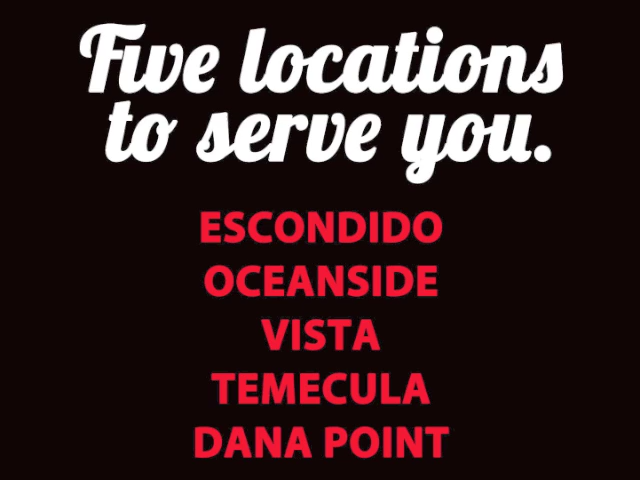 Five locations
to serve you.
ESCONDIDO
OCEANSIDE
VISTA
TEMECULA
DANA POINT